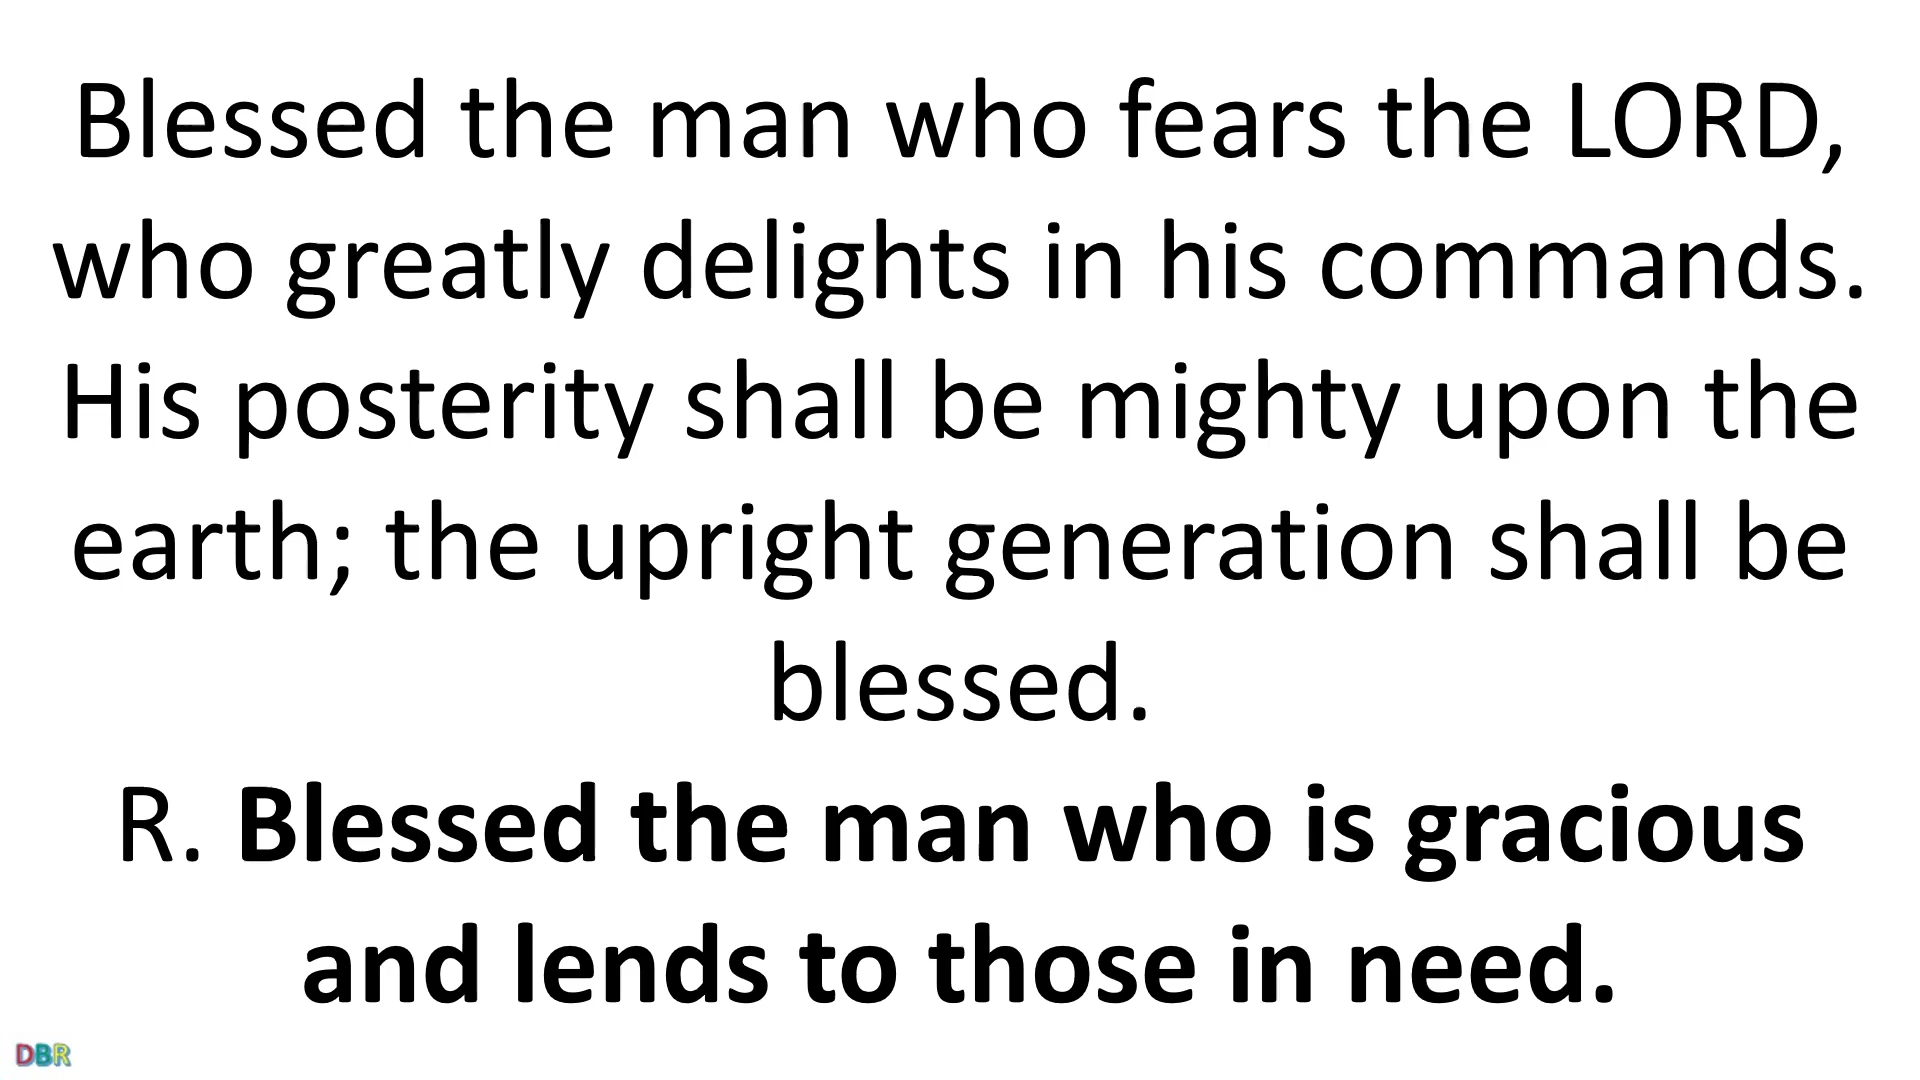 Blessed the man who fears the LORD,
who greatly delights in his commands.
His posterity shall be mighty upon the
earth; the upright generation shall be
blessed.
R. Blessed the man who is gracious
and lends to those in need.
DBR